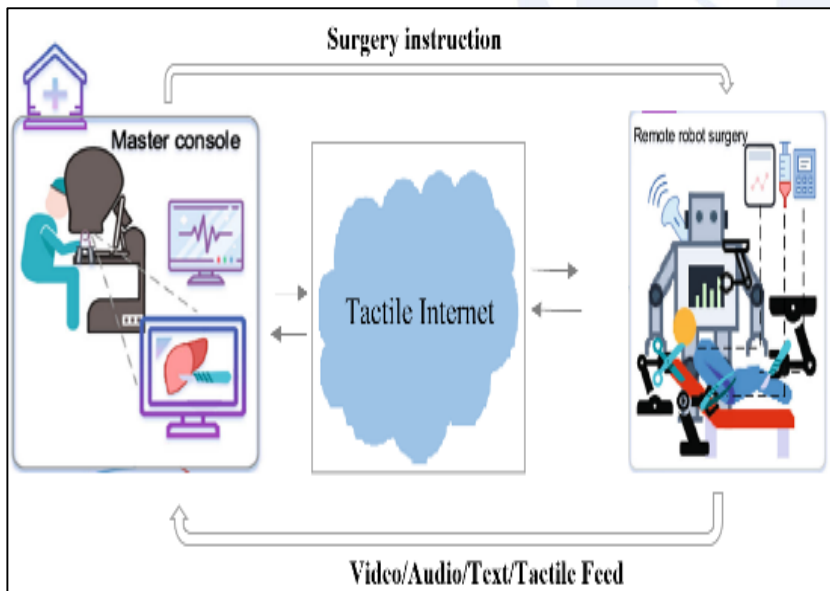 Surgery instruction
Master console
Remote robot surgery
Tactile Internet
Video/Audio/Text/Tactile Feed